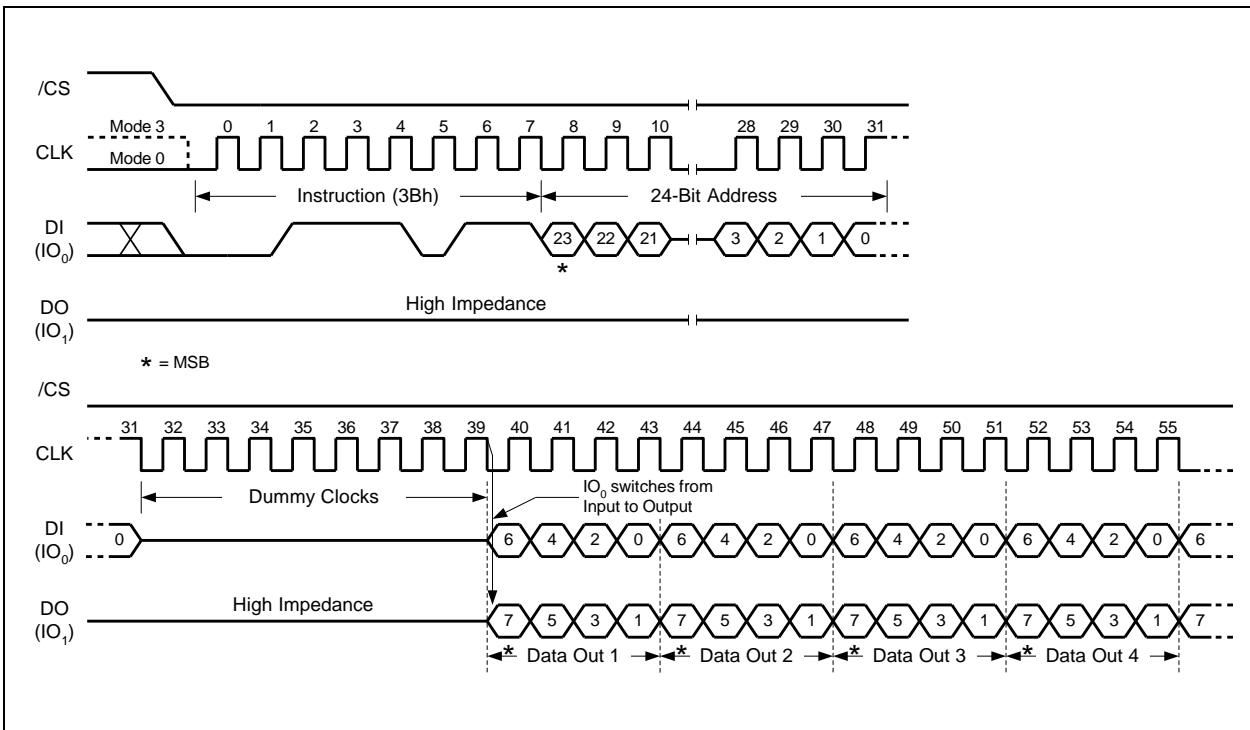 /CS
Mode 3 0 1 2 3 4 5 6 7 8 9 10 28 29 30 31
CLK
Mode 0
Instruction (3Bh) 24-Bit Address
DI
(IO0) 23 22 21 3 2 1 0
*
High Impedance
DO
(IO1)
* = MSB
/CS
31 32 33 34 35 36 37 38 39 40 41 42 43 44 45 46 47 48 49 50 51 52 53 54 55
CLK
Dummy Clocks
IO0 switches from
Input to Output
DI
(IO0) 0 6 4 2 0 6 4 2 0 6 4 2 0 6 4 2 0 6
High Impedance
DO
(IO1) 7 5 3 1 7 5 3 1 7 5 3 1 7 5 3 1 7
* Data Out 1 * Data Out 2 * Data Out 3 * Data Out 4